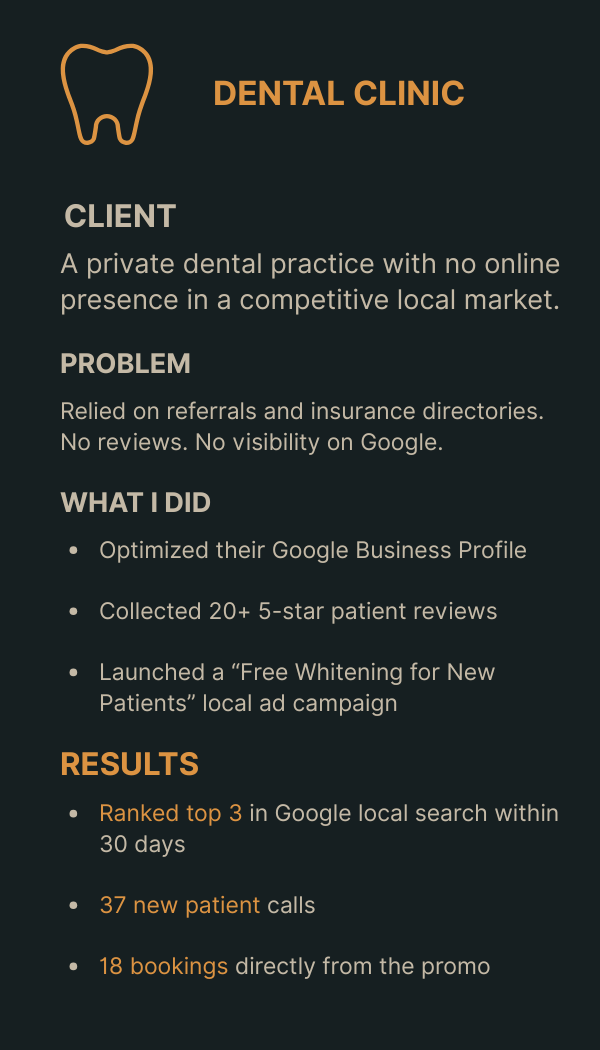 DENTAL CLINIC
CLIENT
A private dental practice with no online
presence in a competitive local market.
PROBLEM
Relied on referrals and insurance directories.
No reviews. No visibility on Google.
WHAT I DID
• Optimized their Google Business Profile
• Collected 20+ 5-star patient reviews
• Launched a “Free Whitening for New
Patients” local ad campaign
RESULTS
• Ranked top 3 in Google local search within
30 days
• 37 new patient calls
• 18 bookings directly from the promo